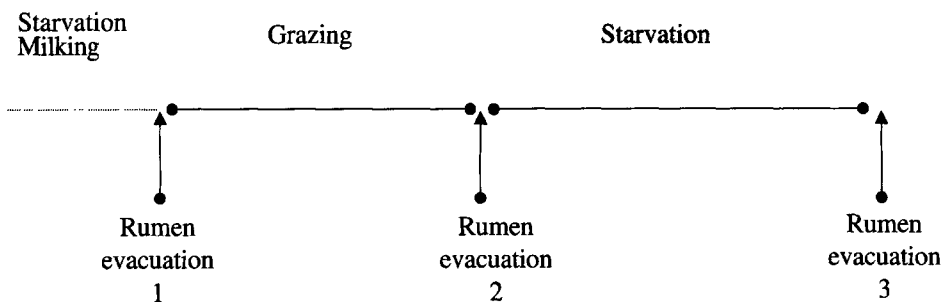 Starvation
Milking
Grazing
Starvation
Rumen
evacuation
1
Rumen
evacuation
2
Rumen
evacuation
3